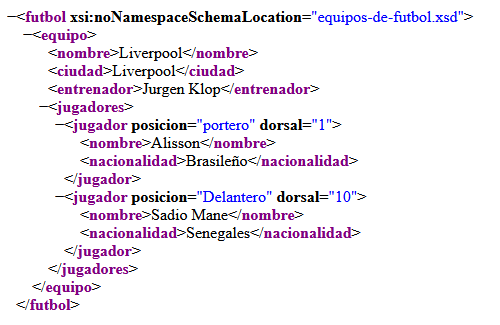 −<futbol xsi:noNamespaceSchemaLocation="equipos-de-futbol.xsd">
−<equipo>
<nombre>Liverpool</nombre>
<ciudad>Liverpool</ciudad>
<entrenador>Jurgen Klop</entrenador>
−<jugadores>
−<jugador posicion="portero" dorsal="1">
<nombre>Alisson</nombre>
<nacionalidad>Brasileño</nacionalidad>
</jugador>
−<jugador posicion="Delantero" dorsal="10">
<nombre>Sadio Mane</nombre>
<nacionalidad>Senegales</nacionalidad>
</jugador>
</jugadores>
</equipo>
</futbol>